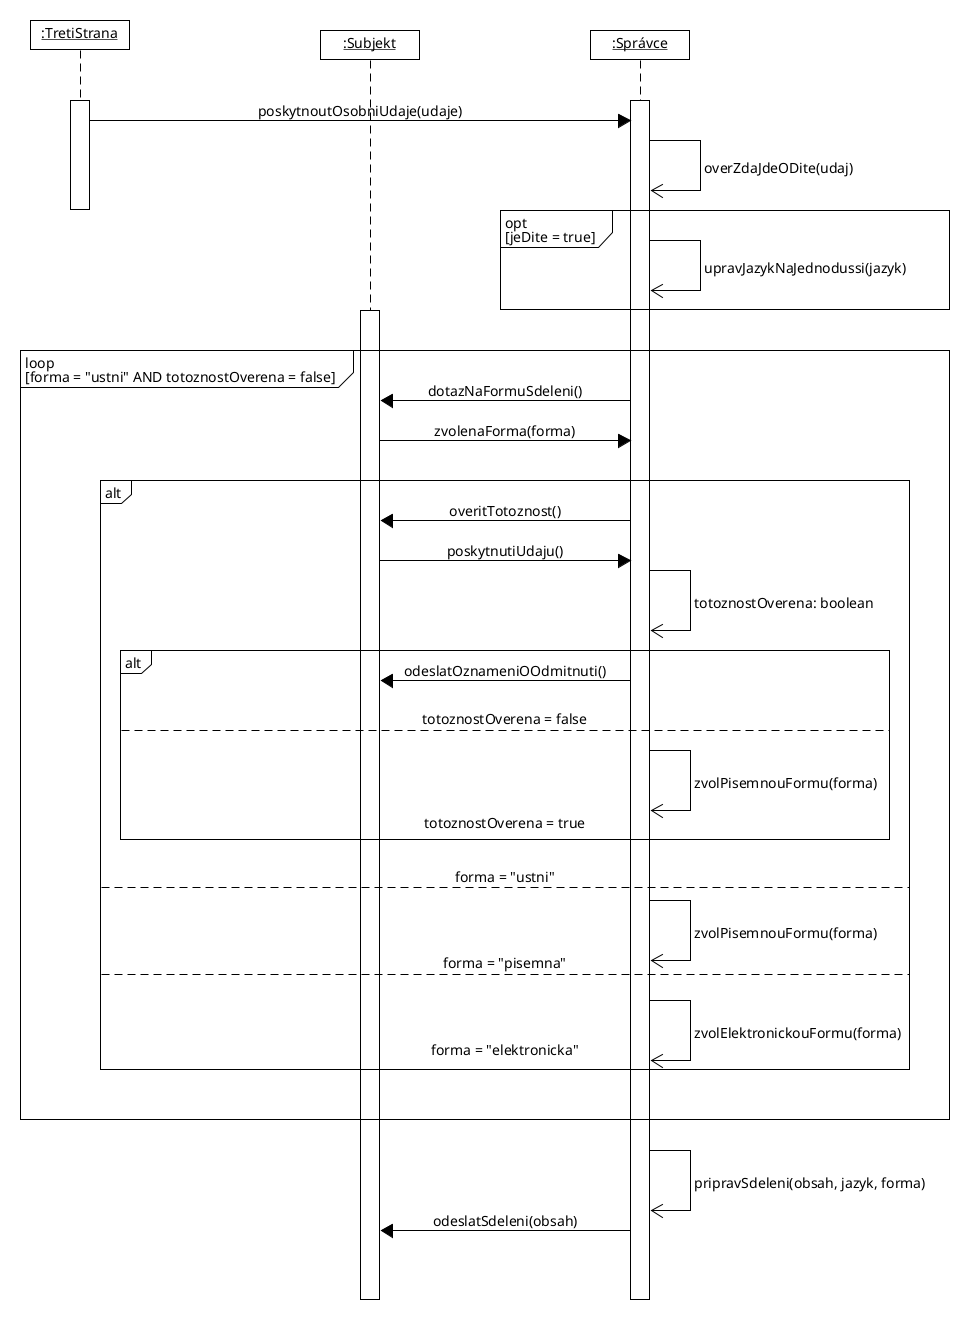 :TretiStrana
:Subjekt
:Správce
poskytnoutOsobniUdaje(udaje)
overZdaJdeODite(udaj)
opt
[jeDite = true]
upravJazykNaJednodussi(jazyk)
loop
[forma = "ustni" AND totoznostOverena = false]
dotazNaFormuSdeleni()
zvolenaForma(forma)
alt
overitTotoznost()
poskytnutiUdaju()
totoznostOverena: boolean
alt
odeslatOznameniOOdmitnuti()
totoznostOverena = false
zvolPisemnouFormu(forma)
totoznostOverena = true
forma = "ustni"
zvolPisemnouFormu(forma)
forma = "pisemna"
zvolElektronickouFormu(forma)
forma = "elektronicka"
pripravSdeleni(obsah, jazyk, forma)
odeslatSdeleni(obsah)